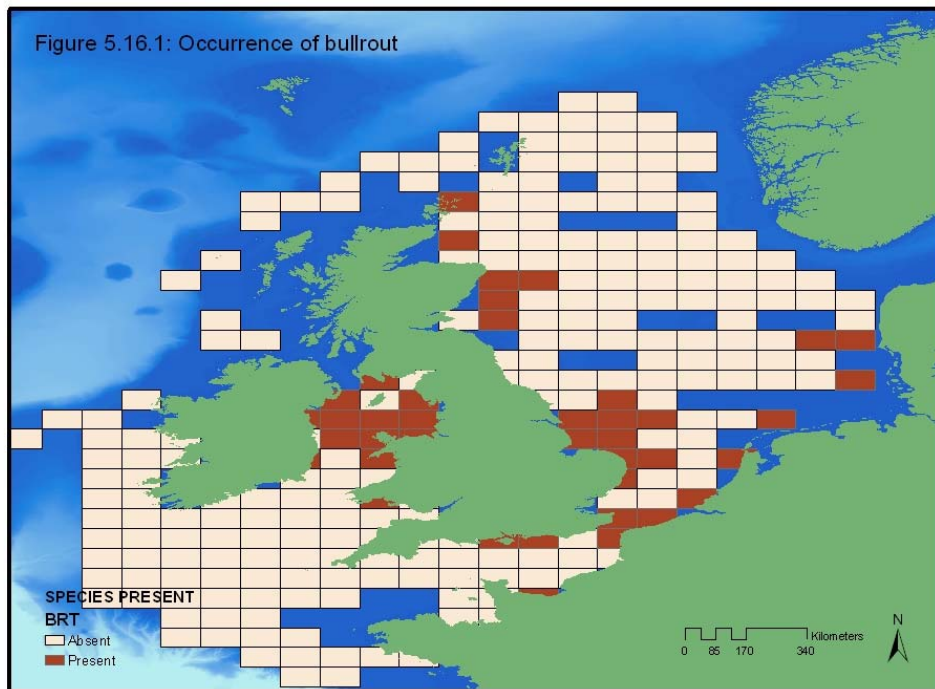 Figure 5.16.1: Occurrence of bullrout
SPECIES PRESENT
BRT
Absent
Present
N
Kilometers
0 85 170 340